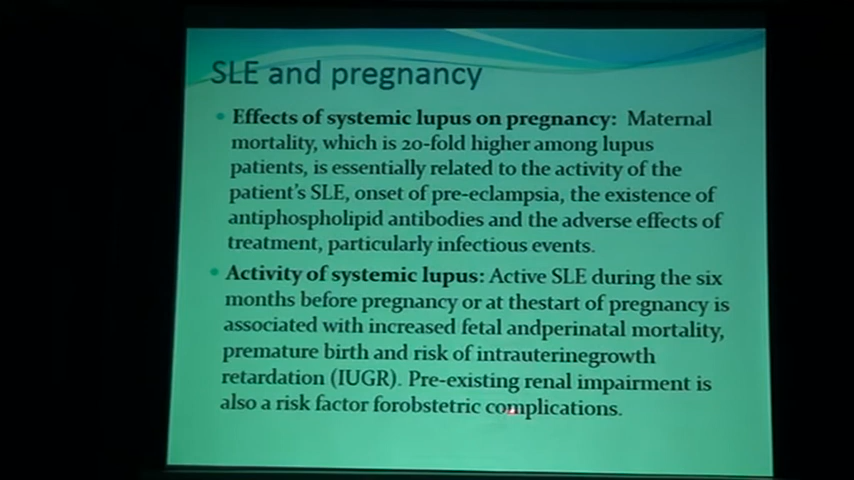 SLE and pregnancy
Effects of systemic lupus on pregnancy: Maternal
mortality, which is 20-fold higher among lupus
patients, is essentially related to the activity of the
patient's SLE, onset of pre-eclampsia, the existence of
antiphospholipid antibodies and the adverse effects of
treatment, particularly infectious events.
Activity of systemic lupus: Active SLE during the six
months before pregnancy or at thestart of pregnancy is
associated with increased fetal andperinatal mortality,
premature birth and risk of intrauterinegrowth
retardation (IUGR). Pre-existing renal impairment is
also a risk factor forobstetric complications.